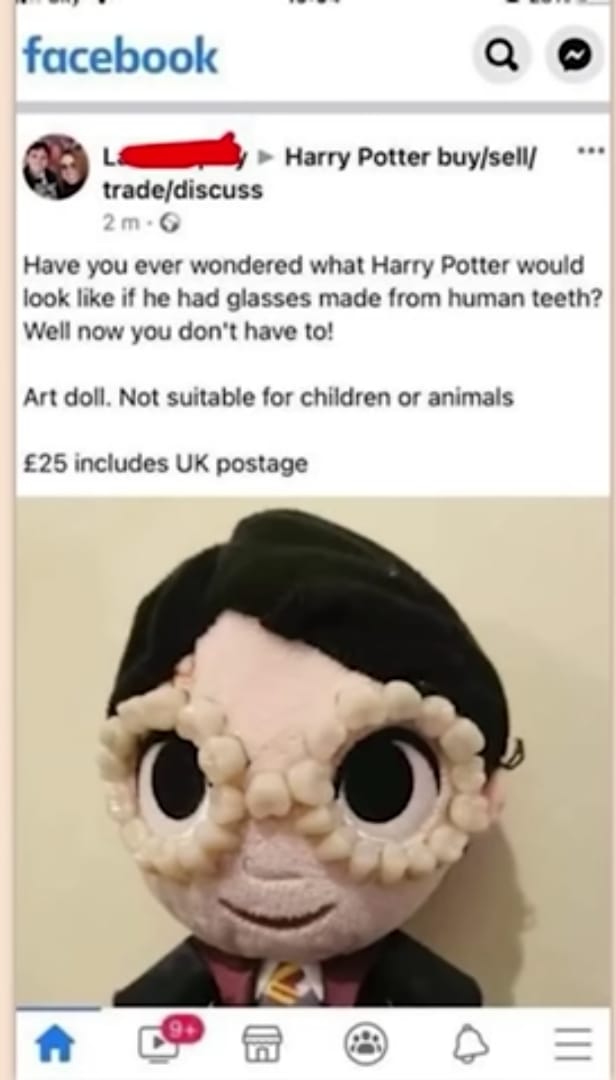 facebook
Harry Potter buy/sell/
trade/discuss
2 m
Have you ever wondered what Harry Potter would
look like if he had glasses made from human teeth?
Well now you don't have to!
Art doll. Not suitable for children or animals
£25 includes UK postage
9+